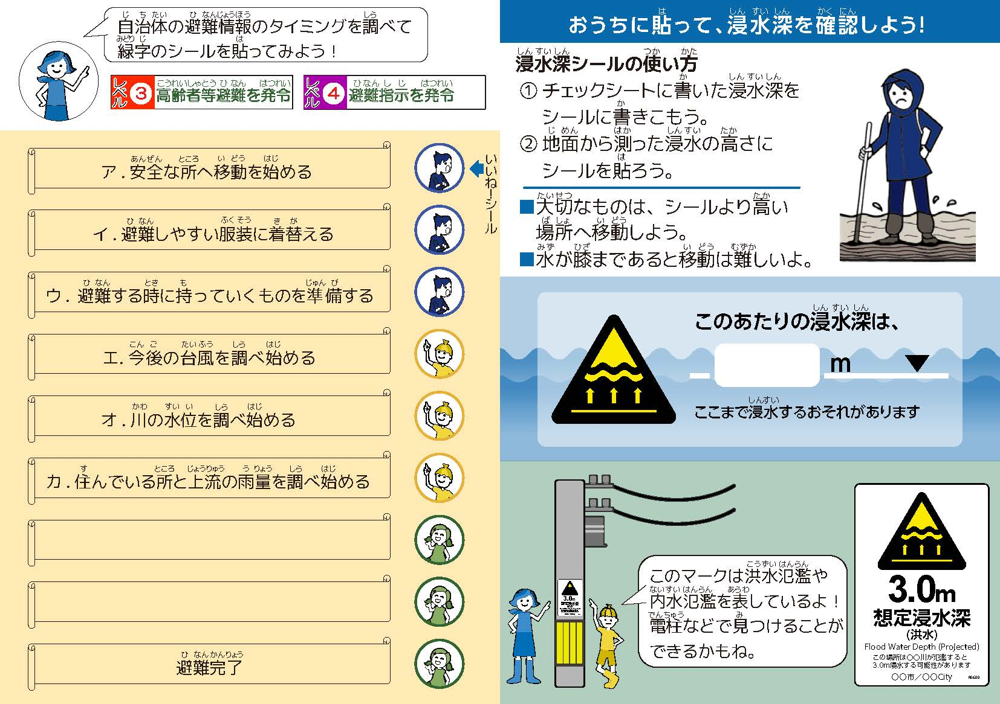 自治体の避難情報のタイミングを調べて
緑字のシールを貼ってみよう！
レベル3 高齢者等避難を発令
レベル4 避難指示を発令
いいね！シール
ア．安全な所へ移動を始める
イ．避難しやすい服装に着替える
ウ．避難する時に持っていくものを準備する
エ．今後の台風を調べ始める
オ．川の水位を調べ始める
カ．住んでいる所と上流の雨量を調べ始める
避難完了
おうちに貼って、浸水深を確認しよう!
浸水深シールの使い方
① チェックシートに書いた浸水深を
シールに書きこもう。
② 地面から測った浸水の高さに
シールを貼ろう。
■大切なものは、シールより高い
場所へ移動しよう。
■水が膝まであると移動は難しいよ。
このあたりの浸水深は、
m ▼
ここまで浸水するおそれがあります
このマークは洪水氾濫や
内水氾濫を表しているよ！
電柱などで見つけることが
できるかもね。
3.0m
3.0m
想定浸水深
(洪水)
Flood Water Depth (Projected)
この場所は〇〇川が氾濫すると
3.0m浸水する可能性があります
〇〇市／〇〇City